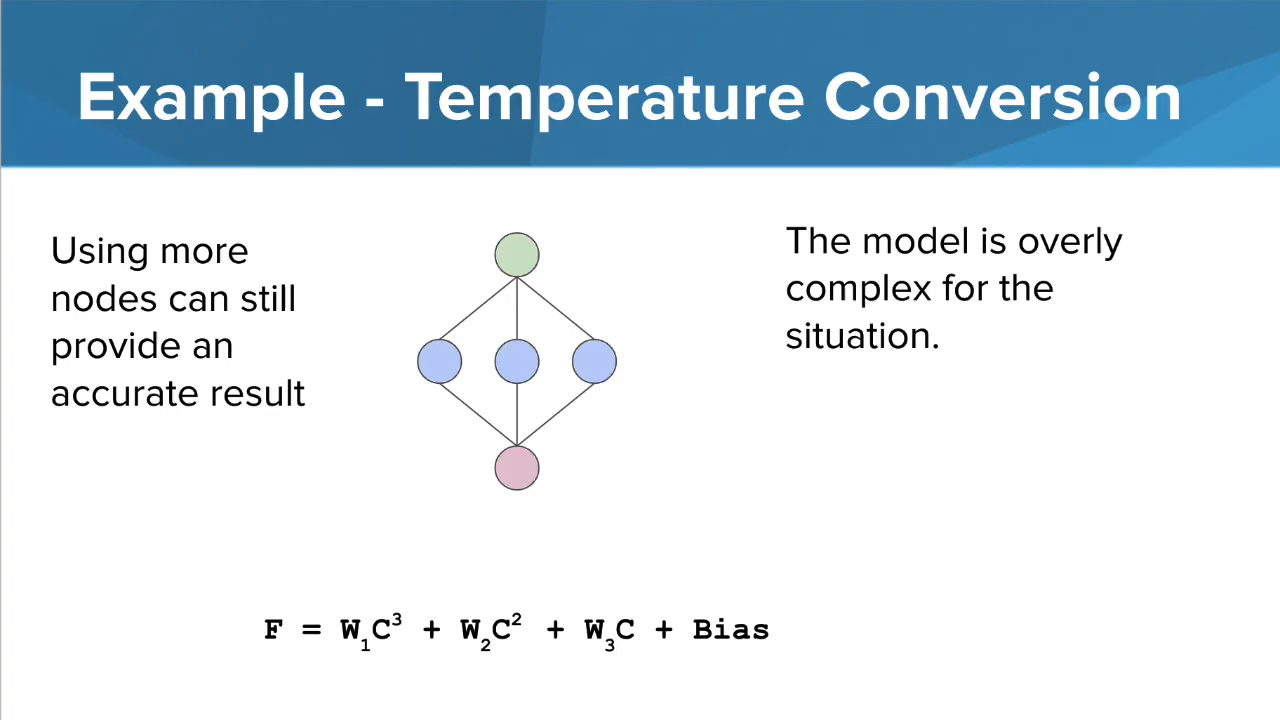 Example - Temperature Conversion
Using more
nodes can still
provide an
accurate result
The model is overly
complex for the
situation.
F = W₁C³ + W₂C² + W₃C + Bias